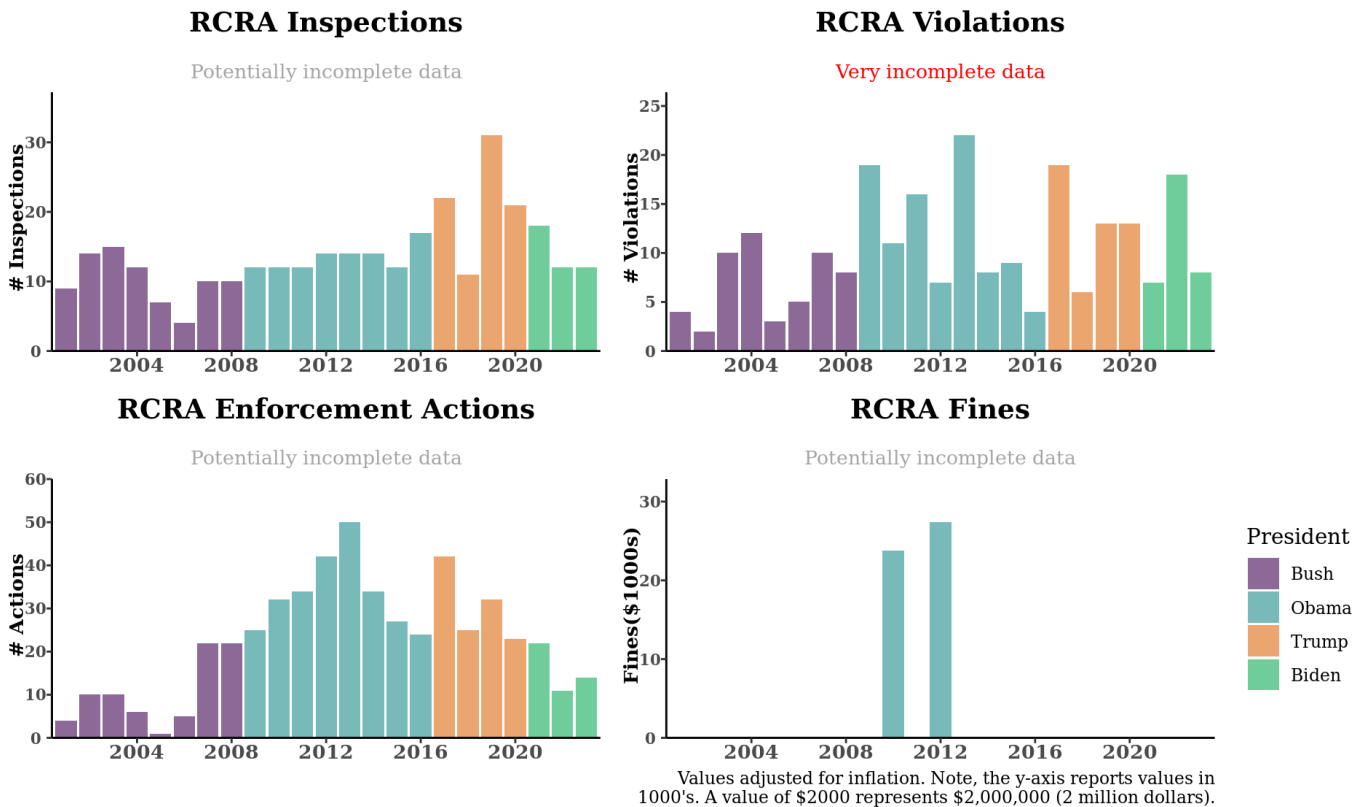 RCRA Inspections
Potentially incomplete data
# Inspections
30
20
10
0
2004 2008 2012 2016 2020
RCRA Violations
Very incomplete data
# Violations
25
20
15
10
5
0
2004 2008 2012 2016 2020
RCRA Enforcement Actions
Potentially incomplete data
# Actions
60
50
40
30
20
10
0
2004 2008 2012 2016 2020
RCRA Fines
Potentially incomplete data
Fines($1000s)
30
20
10
0
2004 2008 2012 2016 2020
Values adjusted for inflation. Note, the y-axis reports values in
1000's. A value of $2000 represents $2,000,000 (2 million dollars).
President
Bush
Obama
Trump
Biden